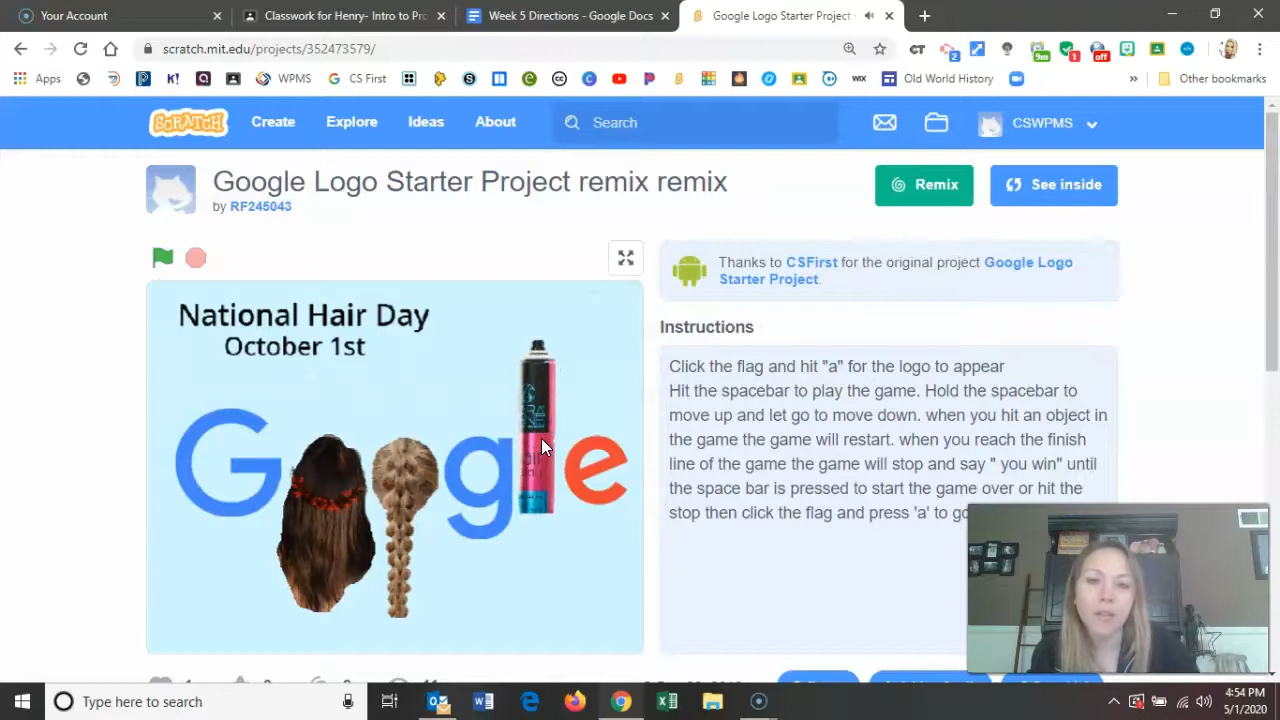 Your Account
Classwork for Henry- Intro to Pro
Week 5 Directions - Google Docs
Google Logo Starter Project
scratch.mit.edu/projects/352473579/
Apps
WPMS
CS First
Old World History
Other bookmarks
SCRATCH
Create
Explore
Ideas
About
Search
CSWPMS
Google Logo Starter Project remix remix
by RF245043
Remix
See inside
Thanks to CSFirst for the original project Google Logo
Starter Project.
National Hair Day
October 1st
G g e
Instructions
Click the flag and hit "a" for the logo to appear
Hit the spacebar to play the game. Hold the spacebar to
move up and let go to move down. when you hit an object in
the game the game will restart. when you reach the finish
line of the game the game will stop and say " you win" until
the space bar is pressed to start the game over or hit the
stop then click the flag and press 'a' to go
Type here to search
4:54 PM
5/1/2020